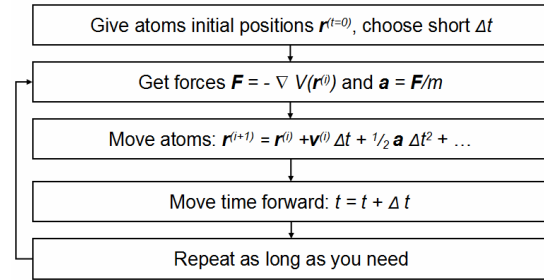 Give atoms initial positions r^(t=0), choose short Δt
Get forces F = - ∇ V(r^(i)) and a = F/m
Move atoms: r^(i+1) = r^(i) +v^(i) Δt + ¹/₂ a Δt² + …
Move time forward: t = t + Δ t
Repeat as long as you need